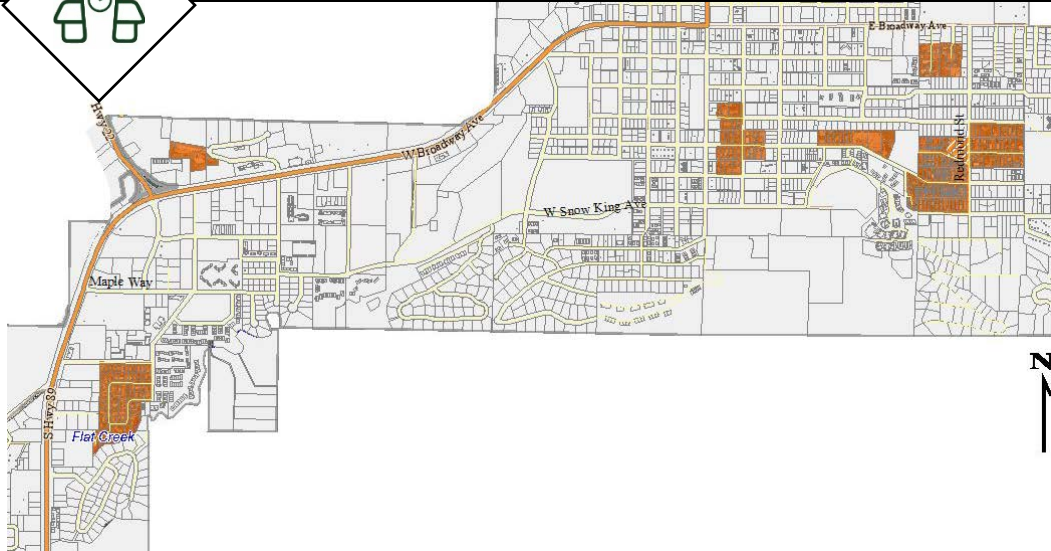 E Broadway Ave
Hwy 22
W Broadway Ave
Redmond St
W Snow King Ave
Maple Way
N
S Hwy 89
Flat Creek